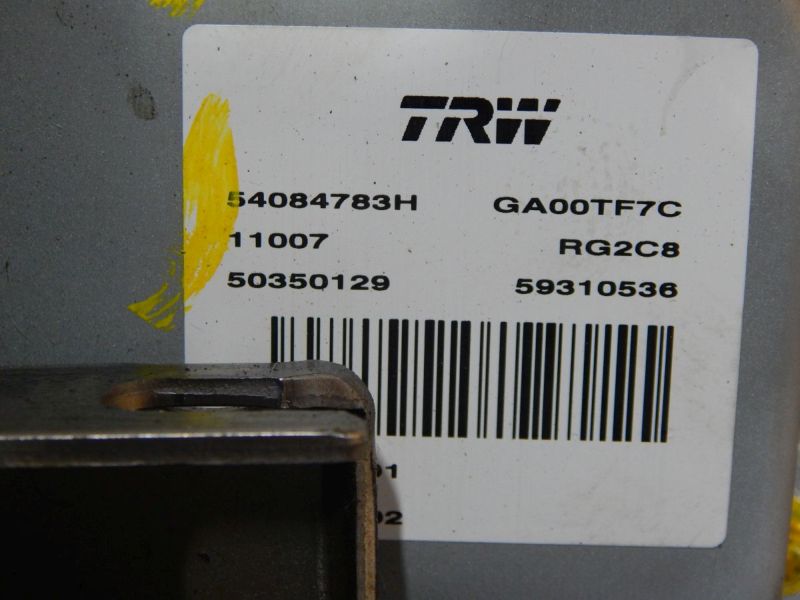 TRW
54084783H GA00TF7C
11007 RG2C8
50350129 59310536